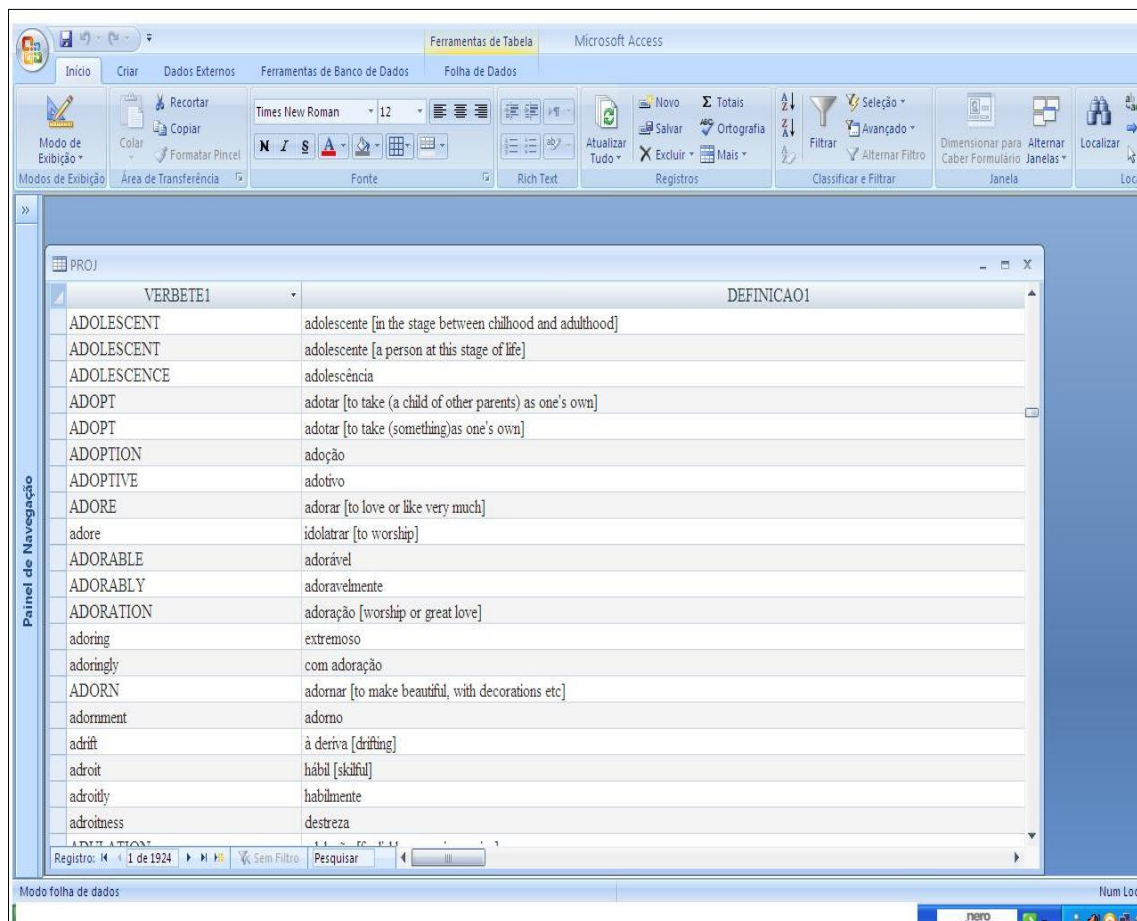 Ferramentas de Tabela Microsoft Access
Início Criar Dados Externos Ferramentas de Banco de Dados Folha de Dados
Modo de Exibição
Modos de Exibição
Colar
Recortar
Copiar
Formatar Pincel
Área de Transferência
Times New Roman 12
N I S A
Fonte
Rich Text
Atualizar Tudo
Novo
Salvar
Excluir
Totais
Ortografia
Mais
Registros
Filtrar
Seleção
Avançado
Alternar Filtro
Classificar e Filtrar
Dimensionar para Caber Formulário
Alternar Janelas
Janela
Localizar
Loc
Painel de Navegação
PROJ
VERBETE1 DEFINICAO1
ADOLESCENT adolescente [in the stage between chilhood and adulthood]
ADOLESCENT adolescente [a person at this stage of life]
ADOLESCENCE adolescência
ADOPT adotar [to take (a child of other parents) as one's own]
ADOPT adotar [to take (something)as one's own]
ADOPTION adoção
ADOPTIVE adotivo
ADORE adorar [to love or like very much]
adore idolatrar [to worship]
ADORABLE adorável
ADORABLY adoravelmente
ADORATION adoração [worship or great love]
adoring extremoso
adoringly com adoração
ADORN adornar [to make beautiful, with decorations etc]
adornment adorno
adrift à deriva [drifting]
adroit hábil [skilful]
adroitly habilmente
adroitness destreza
Registro: 1 de 1924 Sem Filtro Pesquisar
Modo folha de dados Num Loc
nero